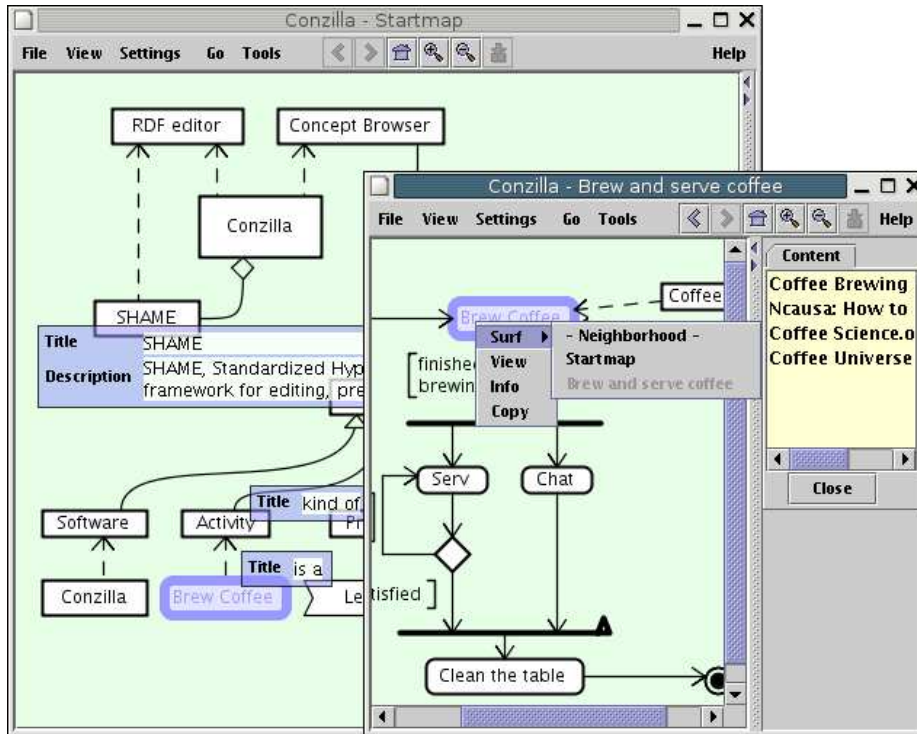 Conzilla - Startmap
File View Settings Go Tools Help
RDF editor
Concept Browser
Conzilla
SHAME
Title SHAME
Description SHAME, Standardized Hyp
framework for editing, pre
Title kind of,
Software
Activity
Title is a
Conzilla
Brew Coffee
Conzilla - Brew and serve coffee
File View Settings Go Tools Help
Brew Coffee
Coffee
Surf
View
Info
Copy
- Neighborhood -
Startmap
Brew and serve coffee
Serv
Chat
tisfied ]
Clean the table
Content
Coffee Brewing
Ncausa: How to
Coffee Science.o
Coffee Universe
Close